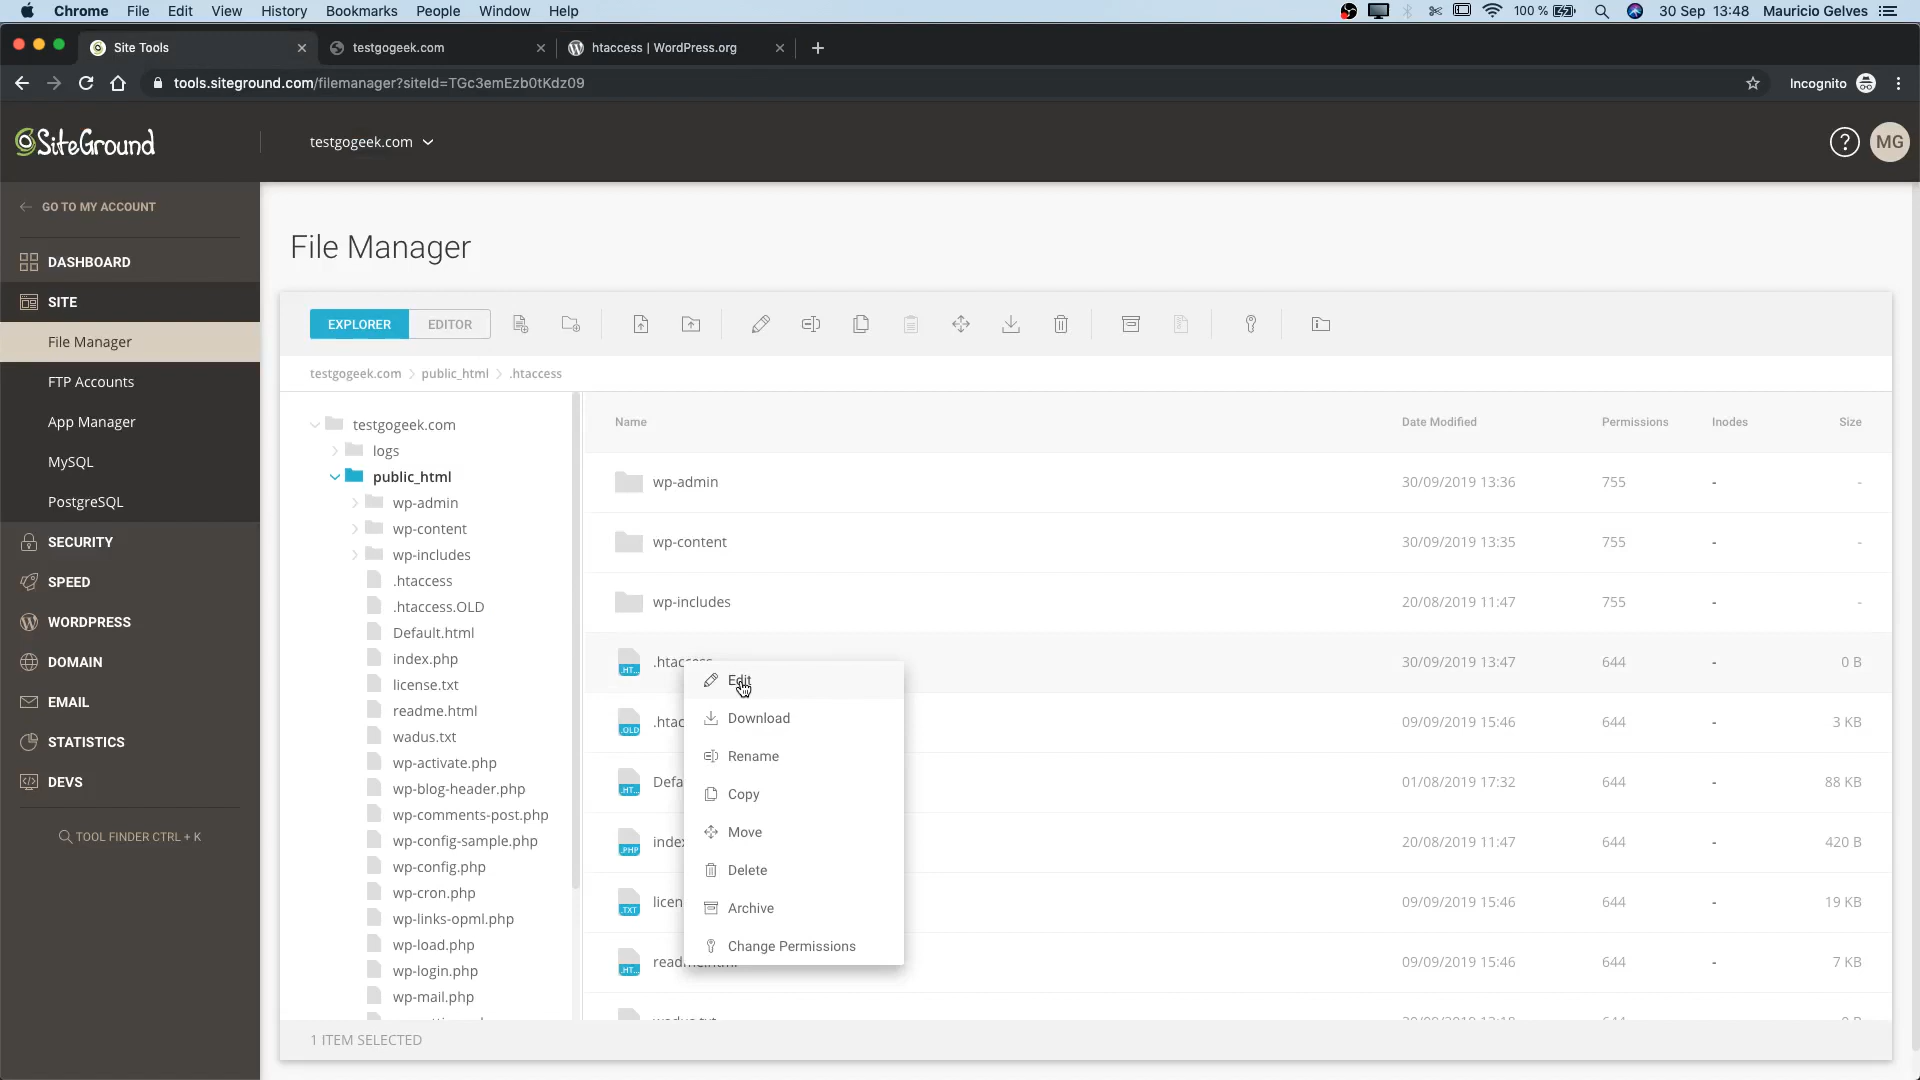 Chrome File Edit View History Bookmarks People Window Help 100 % 30 Sep 13:48 Mauricio Gelves
Site Tools testgogeek.com htaccess | WordPress.org
tools.siteground.com/filemanager?siteId=TGc3emEzb0tKdz09 Incognito
SiteGround testgogeek.com ? MG
GO TO MY ACCOUNT
DASHBOARD
SITE
File Manager
FTP Accounts
App Manager
MySQL
PostgreSQL
SECURITY
SPEED
WORDPRESS
DOMAIN
EMAIL
STATISTICS
DEVS
TOOL FINDER CTRL + K
File Manager
EXPLORER EDITOR
testgogeek.com public_html .htaccess
testgogeek.com
logs
public_html
wp-admin
wp-content
wp-includes
.htaccess
.htaccess.OLD
Default.html
index.php
license.txt
readme.html
wadus.txt
wp-activate.php
wp-blog-header.php
wp-comments-post.php
wp-config-sample.php
wp-config.php
wp-cron.php
wp-links-opml.php
wp-load.php
wp-login.php
wp-mail.php
Name Date Modified Permissions Inodes Size
wp-admin 30/09/2019 13:36 755 - -
wp-content 30/09/2019 13:35 755 - -
wp-includes 20/08/2019 11:47 755 - -
.HT... .htaccess 30/09/2019 13:47 644 - 0 B
.OLD .htac 09/09/2019 15:46 644 - 3 KB
.HT... Defa 01/08/2019 17:32 644 - 88 KB
.PHP inde 20/08/2019 11:47 644 - 420 B
.TXT licen 09/09/2019 15:46 644 - 19 KB
.HT... readme.html 09/09/2019 15:46 644 - 7 KB
Edit
Download
Rename
Copy
Move
Delete
Archive
Change Permissions
1 ITEM SELECTED